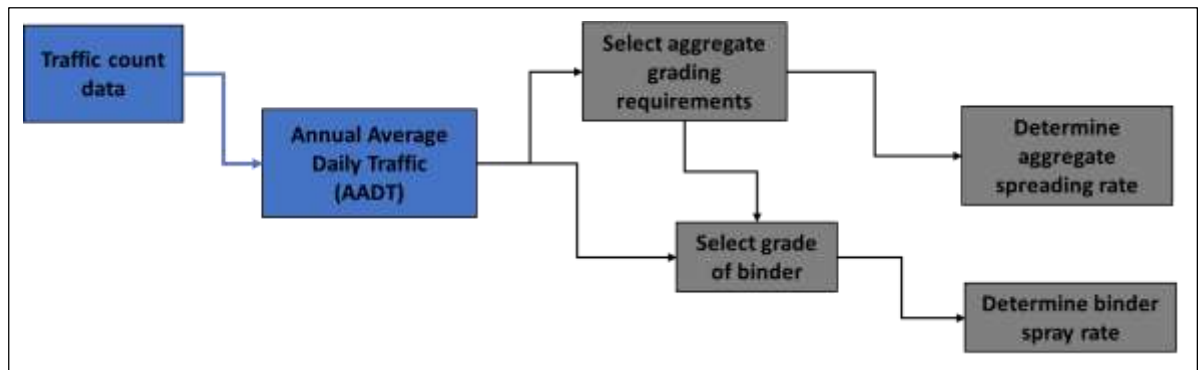 Traffic count
data
Annual Average
Daily Traffic
(AADT)
Select aggregate
grading
requirements
Select grade
of binder
Determine
aggregate
spreading rate
Determine binder
spray rate